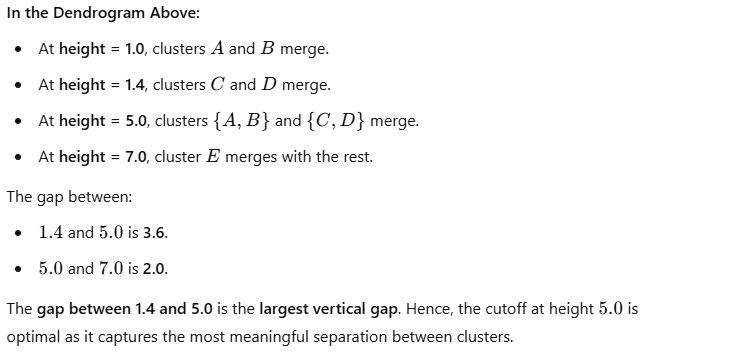 In the Dendrogram Above:
• At height = 1.0, clusters A and B merge.
• At height = 1.4, clusters C and D merge.
• At height = 5.0, clusters {A, B} and {C, D} merge.
• At height = 7.0, cluster E merges with the rest.
The gap between:
• 1.4 and 5.0 is 3.6.
• 5.0 and 7.0 is 2.0.
The gap between 1.4 and 5.0 is the largest vertical gap. Hence, the cutoff at height 5.0 is
optimal as it captures the most meaningful separation between clusters.